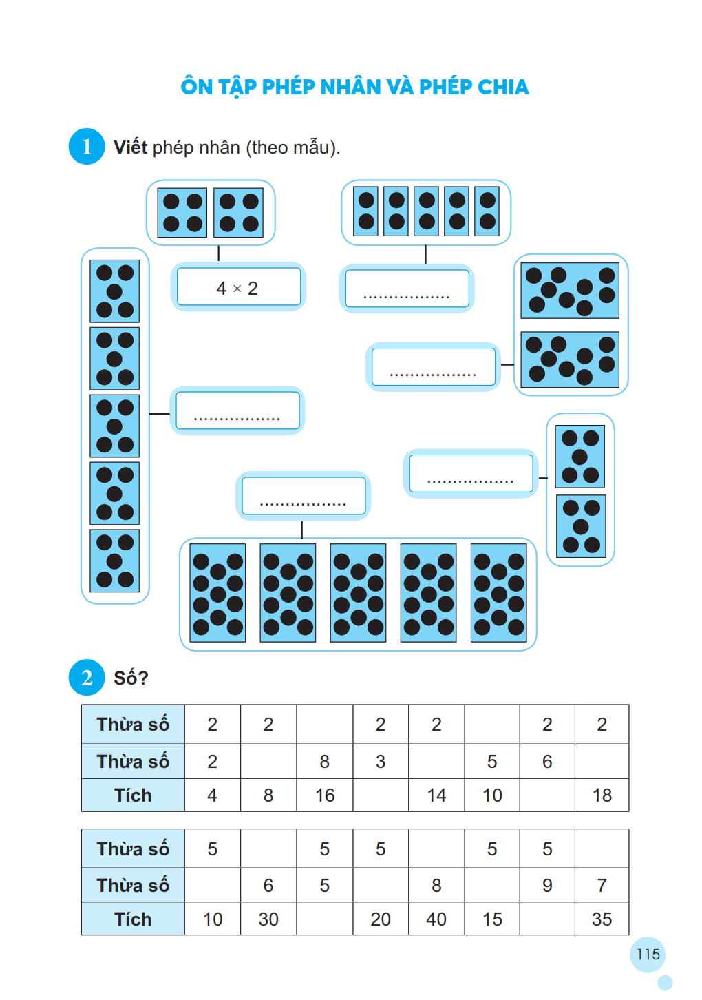 ÔN TẬP PHÉP NHÂN VÀ PHÉP CHIA
1 Viết phép nhân (theo mẫu).
4 × 2
.................
.................
.................
.................
.................
2 Số?
Thừa số 2 2 2 2 2 2
Thừa số 2 8 3 5 6
Tích 4 8 16 14 10 18
Thừa số 5 5 5 5 5
Thừa số 6 5 8 9 7
Tích 10 30 20 40 15 35
115